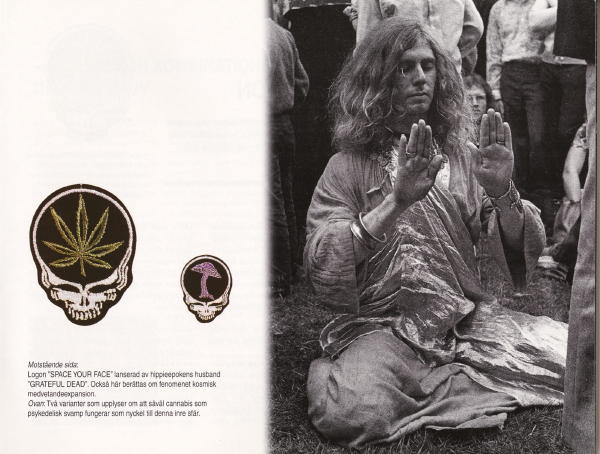 Motstående sida:
Logon "SPACE YOUR FACE" lanserad av hippieepokens husband
"GRATEFUL DEAD". Också här berättas om fenomenet kosmisk
medvetandeexpansion.
Ovan: Två varianter som upplyser om att såväl cannabis som
psykedelisk svamp fungerar som nyckel till denna inre sfär.